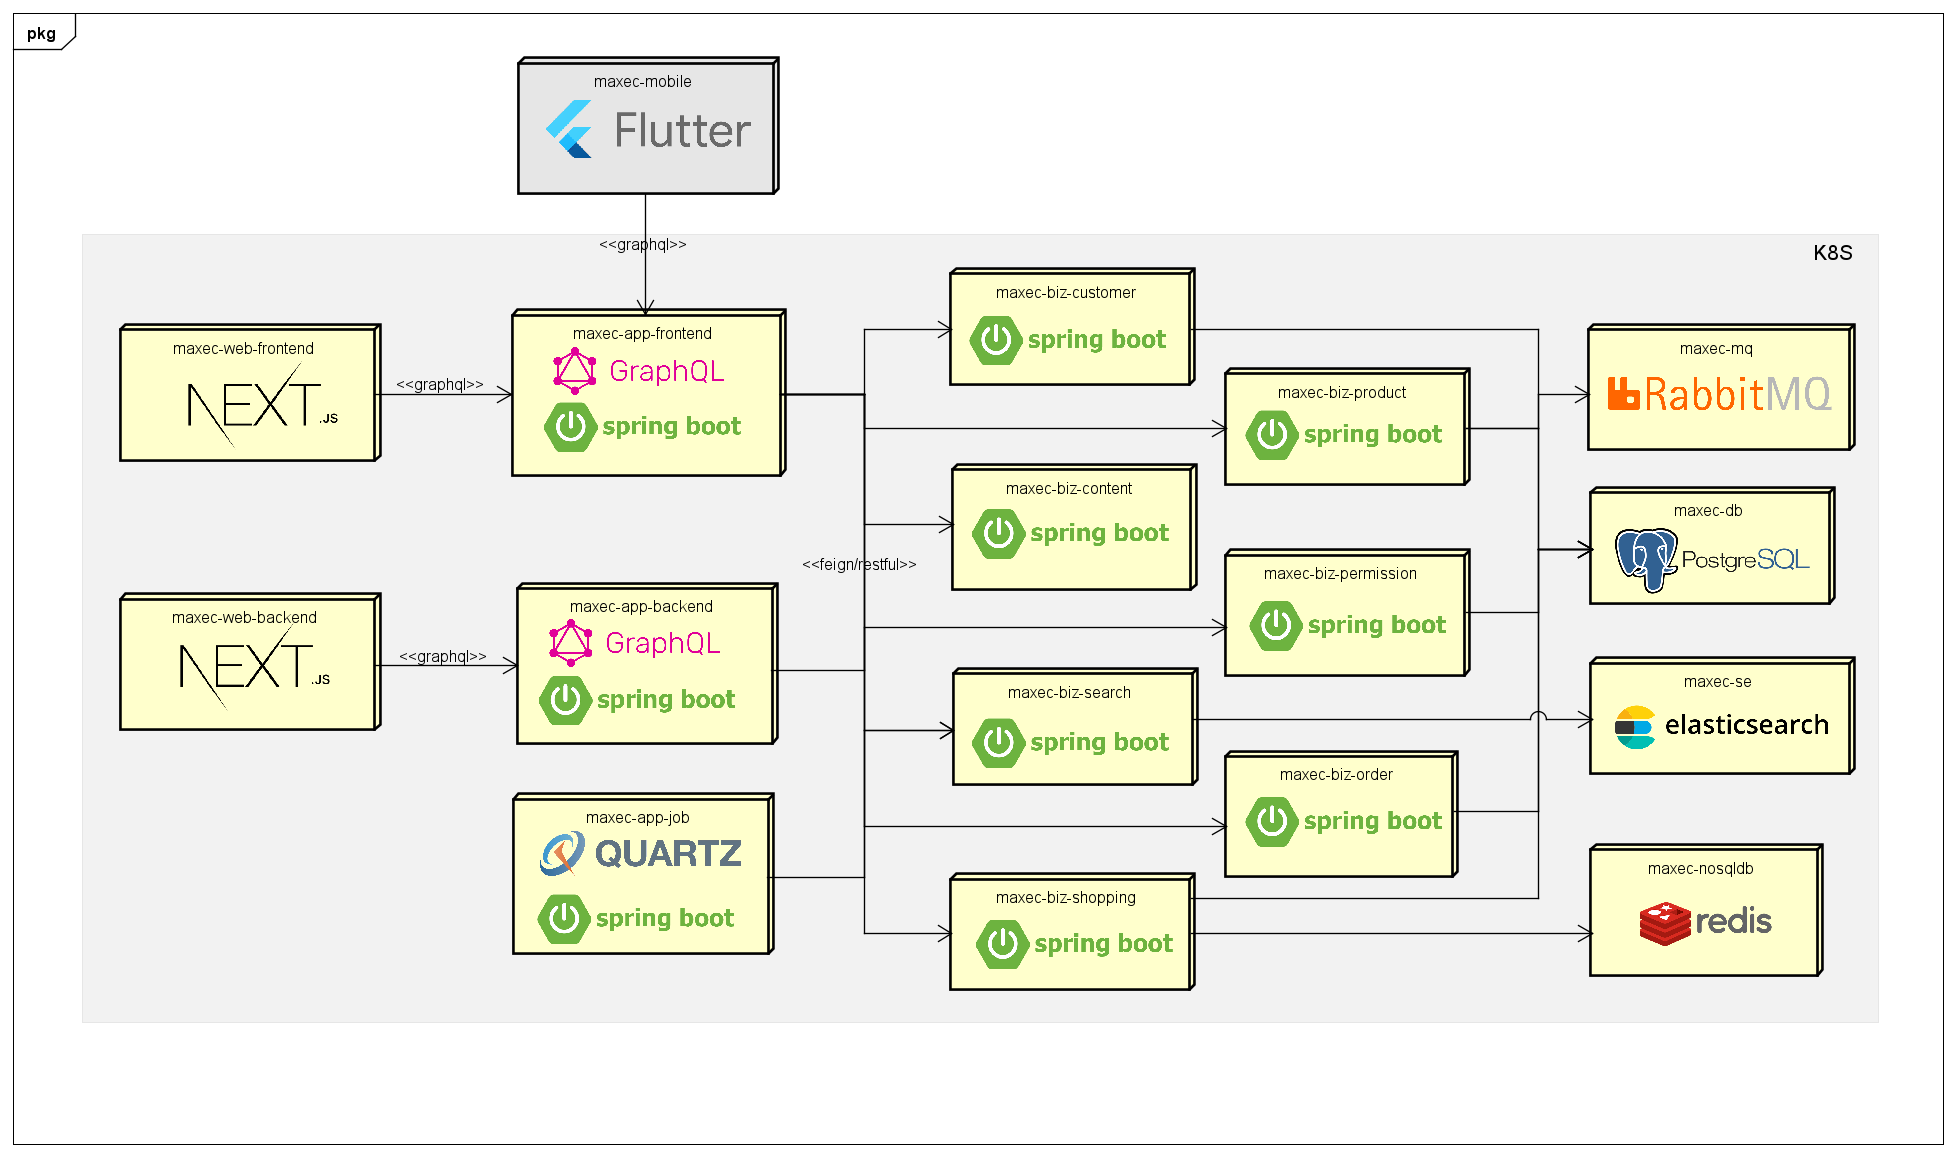 pkg
maxec-mobile
Flutter
<<graphql>>
K8S
maxec-web-frontend
NEXT.JS
<<graphql>>
maxec-app-frontend
GraphQL
spring boot
maxec-biz-customer
spring boot
maxec-biz-product
spring boot
maxec-mq
RabbitMQ
maxec-biz-content
spring boot
maxec-db
PostgreSQL
<<feign/restful>>
maxec-biz-permission
spring boot
maxec-web-backend
NEXT.JS
<<graphql>>
maxec-app-backend
GraphQL
spring boot
maxec-biz-search
spring boot
maxec-se
elasticsearch
maxec-biz-order
spring boot
maxec-app-job
QUARTZ
spring boot
maxec-biz-shopping
spring boot
maxec-nosqldb
redis